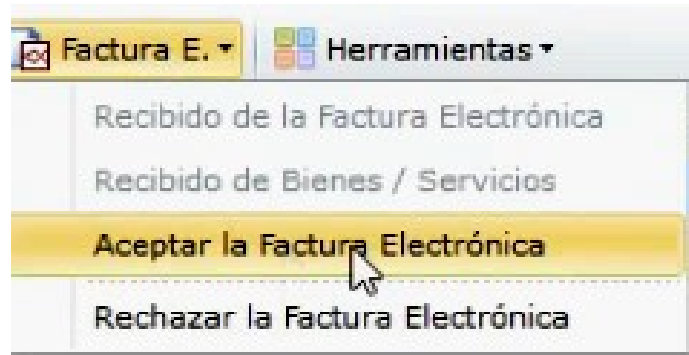 Factura E. Herramientas
Recibido de la Factura Electrónica
Recibido de Bienes / Servicios
Aceptar la Factura Electrónica
Rechazar la Factura Electrónica